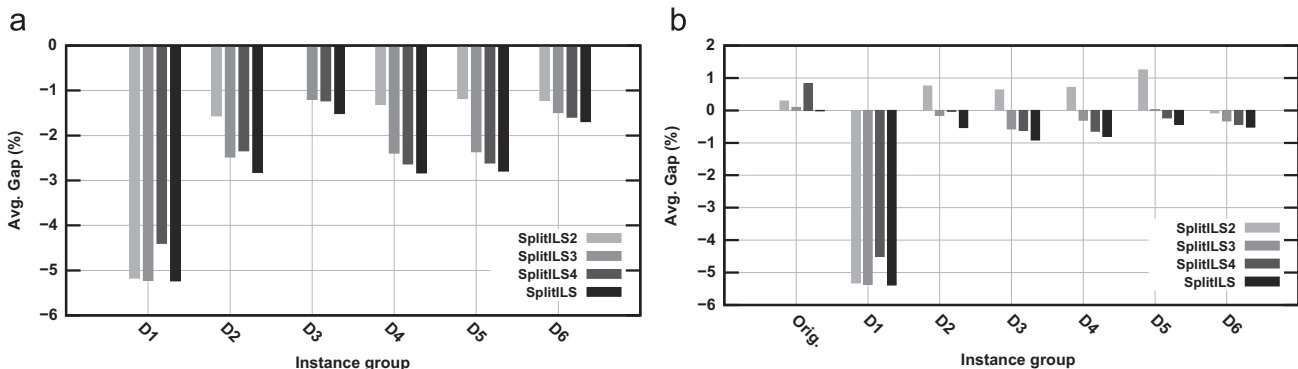 a
0
−1
−2
−3
−4
−5
−6
Avg. Gap (%)
SplitILS2
SplitILS3
SplitILS4
SplitILS
D1
D2
D3
D4
D5
D6
Instance group
b
2
1
0
−1
−2
−3
−4
−5
−6
Avg. Gap (%)
SplitILS2
SplitILS3
SplitILS4
SplitILS
Orig.
D1
D2
D3
D4
D5
D6
Instance group